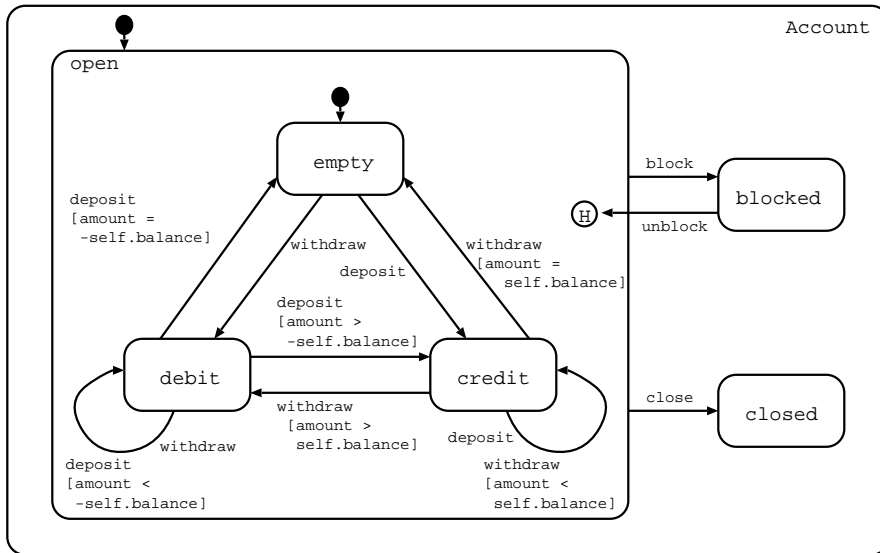 Account
open
empty
block
blocked
H
unblock
deposit
[amount =
-self.balance]
withdraw
deposit
withdraw
[amount =
self.balance]
deposit
[amount >
-self.balance]
debit
credit
close
closed
withdraw
[amount >
self.balance]
withdraw
deposit
deposit
[amount <
-self.balance]
withdraw
[amount <
self.balance]